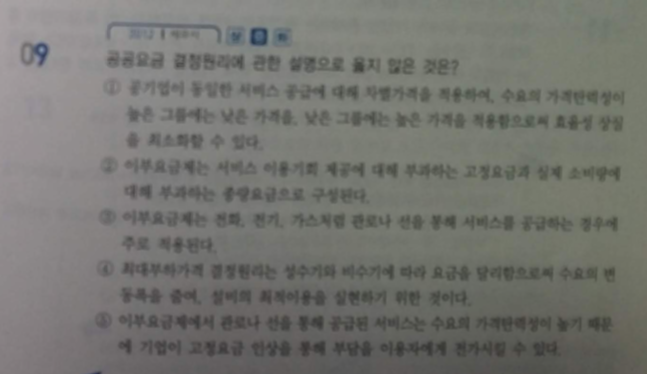 2012 세무사 상 중 하
09 공공요금 결정원리에 관한 설명으로 옳지 않은 것은?
① 공기업이 동일한 서비스 공급에 대해 차별가격을 적용하여, 수요의 가격탄력성이
높은 그룹에는 낮은 가격을, 낮은 그룹에는 높은 가격을 적용함으로써 효율성 상실
을 최소화할 수 있다.
② 이부요금제는 서비스 이용기회 제공에 대해 부과하는 고정요금과 실제 소비량에
대해 부과하는 종량요금으로 구성된다.
③ 이부요금제는 전화, 전기, 가스처럼 관로나 선을 통해 서비스를 공급하는 경우에
주로 적용된다.
④ 최대부하가격 결정원리는 성수기와 비수기에 따라 요금을 달리함으로써 수요의 변
동폭을 줄여, 설비의 최적이용을 실현하기 위한 것이다.
⑤ 이부요금제에서 관로나 선을 통해 공급된 서비스는 수요의 가격탄력성이 높기 때문
에 기업이 고정요금 인상을 통해 부담을 이용자에게 전가시킬 수 있다.